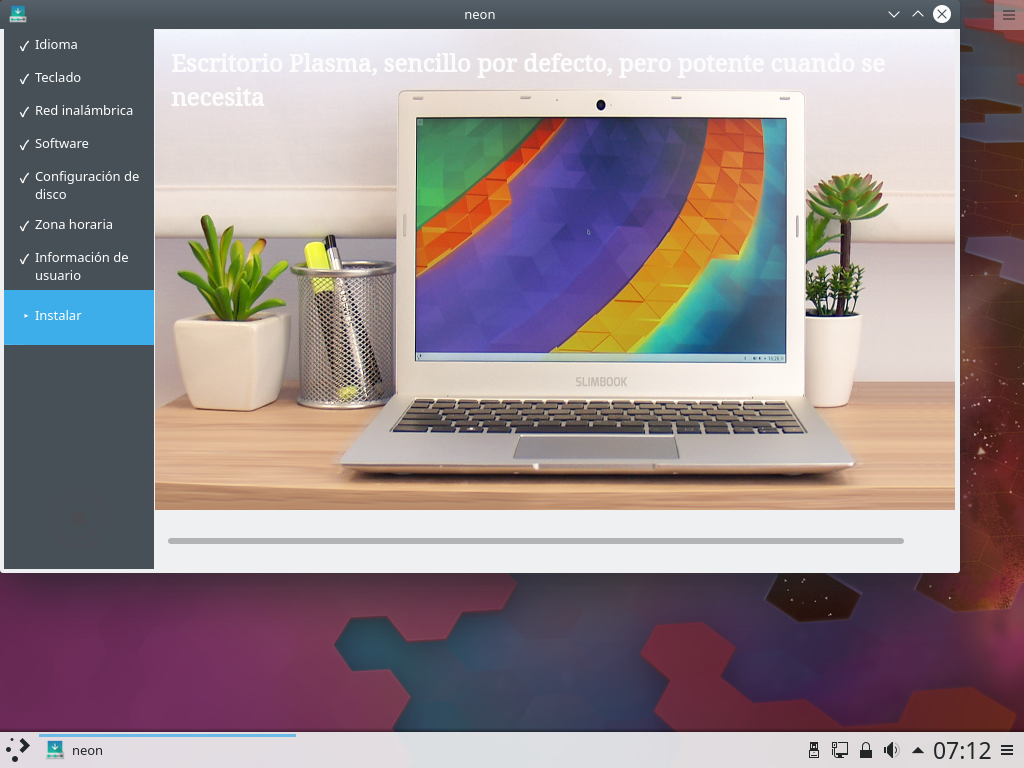 neon
Idioma
Teclado
Red inalámbrica
Software
Configuración de
disco
Zona horaria
Información de
usuario
Instalar
Escritorio Plasma, sencillo por defecto, pero potente cuando se
necesita
SLIMBOOK
neon
07:12